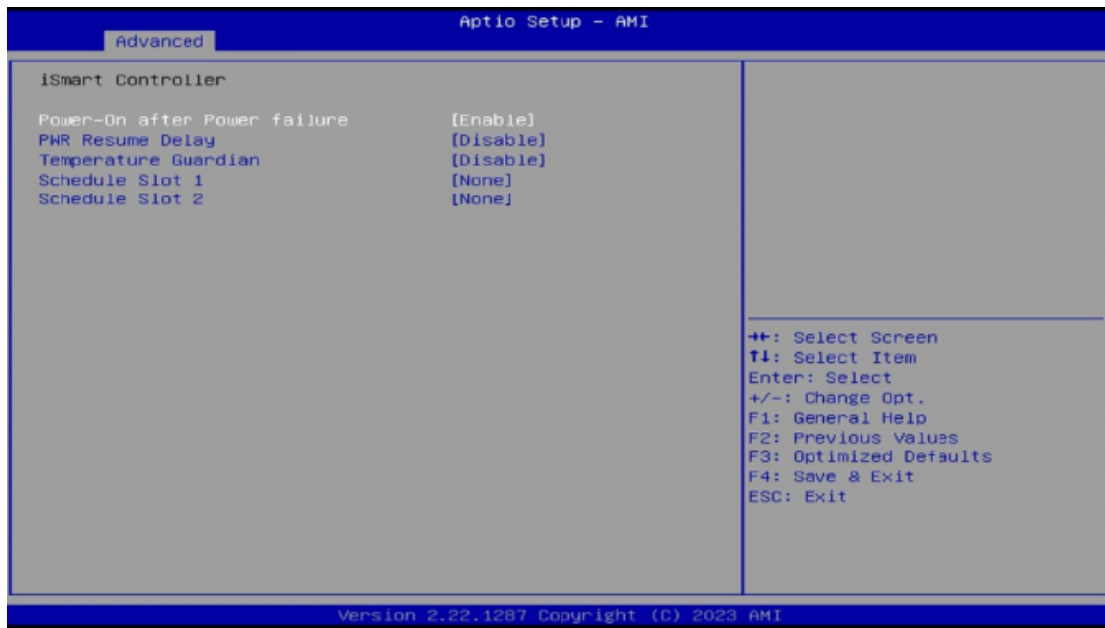 Aptio Setup – AMI
Advanced
iSmart Controller
Power-On after Power failure [Enable]
PWR Resume Delay [Disable]
Temperature Guardian [Disable]
Schedule Slot 1 [None]
Schedule Slot 2 [None]
→←: Select Screen
↑↓: Select Item
Enter: Select
+/-: Change Opt.
F1: General Help
F2: Previous Values
F3: Optimized Defaults
F4: Save & Exit
ESC: Exit
Version 2.22.1287 Copyright (C) 2023 AMI